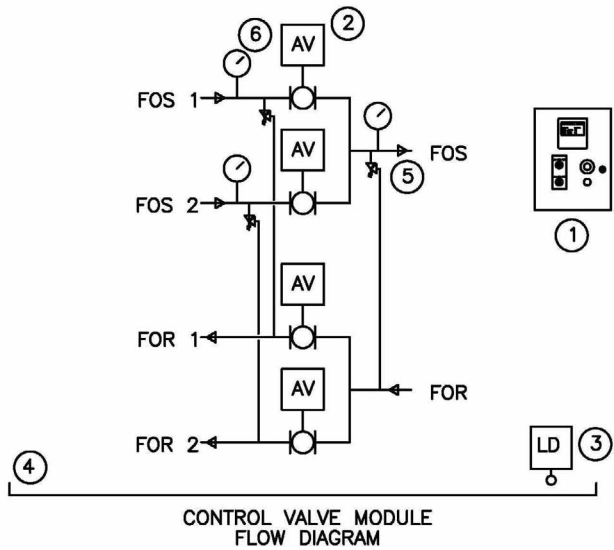 6
AV
2
FOS 1
AV
FOS
5
FOS 2
1
AV
FOR 1
AV
FOR
FOR 2
LD
3
4
CONTROL VALVE MODULE
FLOW DIAGRAM